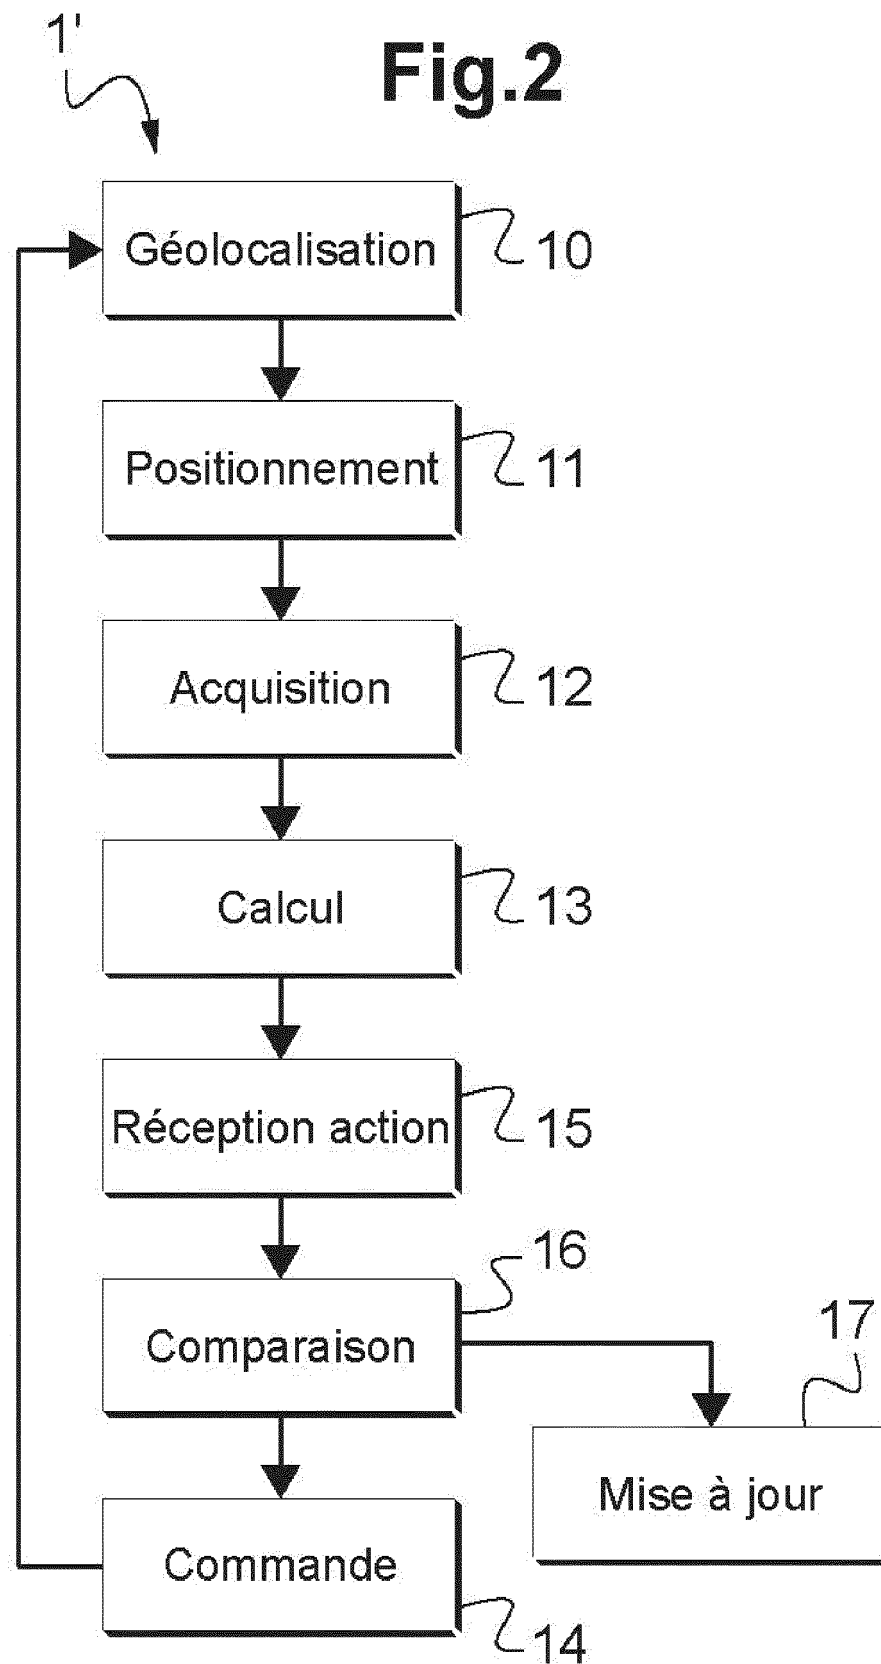 1'
Fig.2
Géolocalisation
10
Positionnement
11
Acquisition
12
Calcul
13
Réception action
15
16
Comparaison
17
Mise à jour
Commande
14